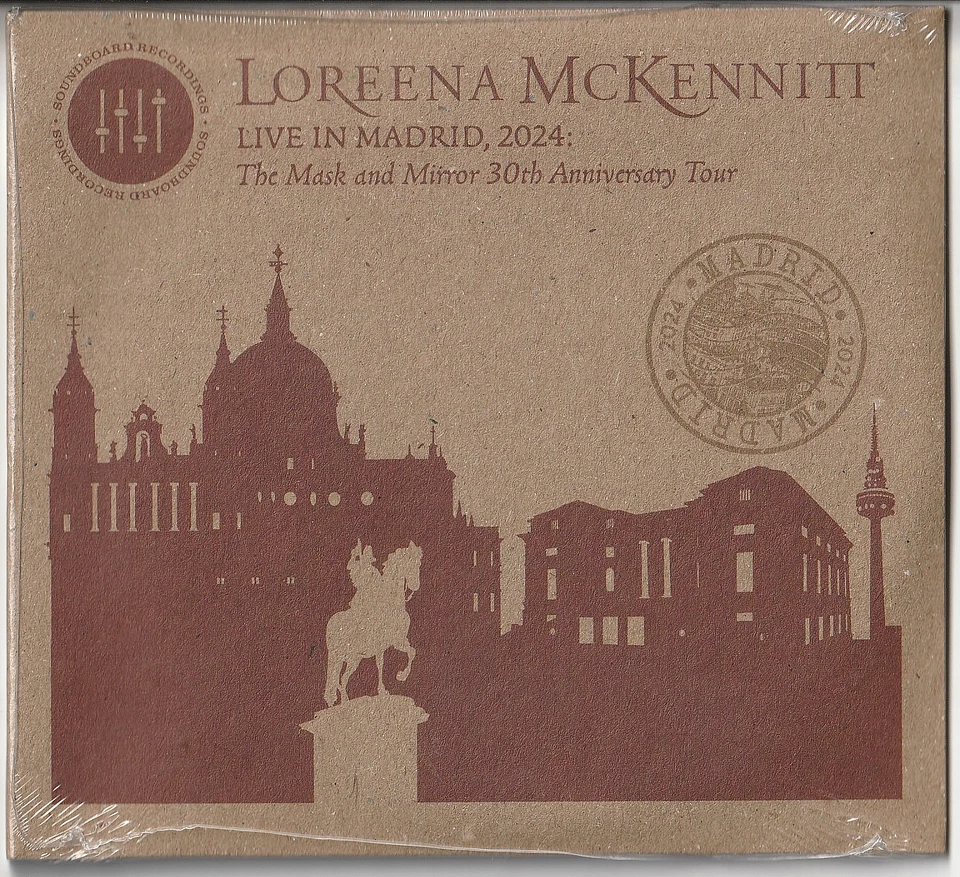 SOUNDBOARD RECORDINGS · SOUNDBOARD RECORDINGS ·
LOREENA MCKENNITT
LIVE IN MADRID, 2024:
The Mask and Mirror 30th Anniversary Tour
• MADRID • 2024 • MADRID • 2024